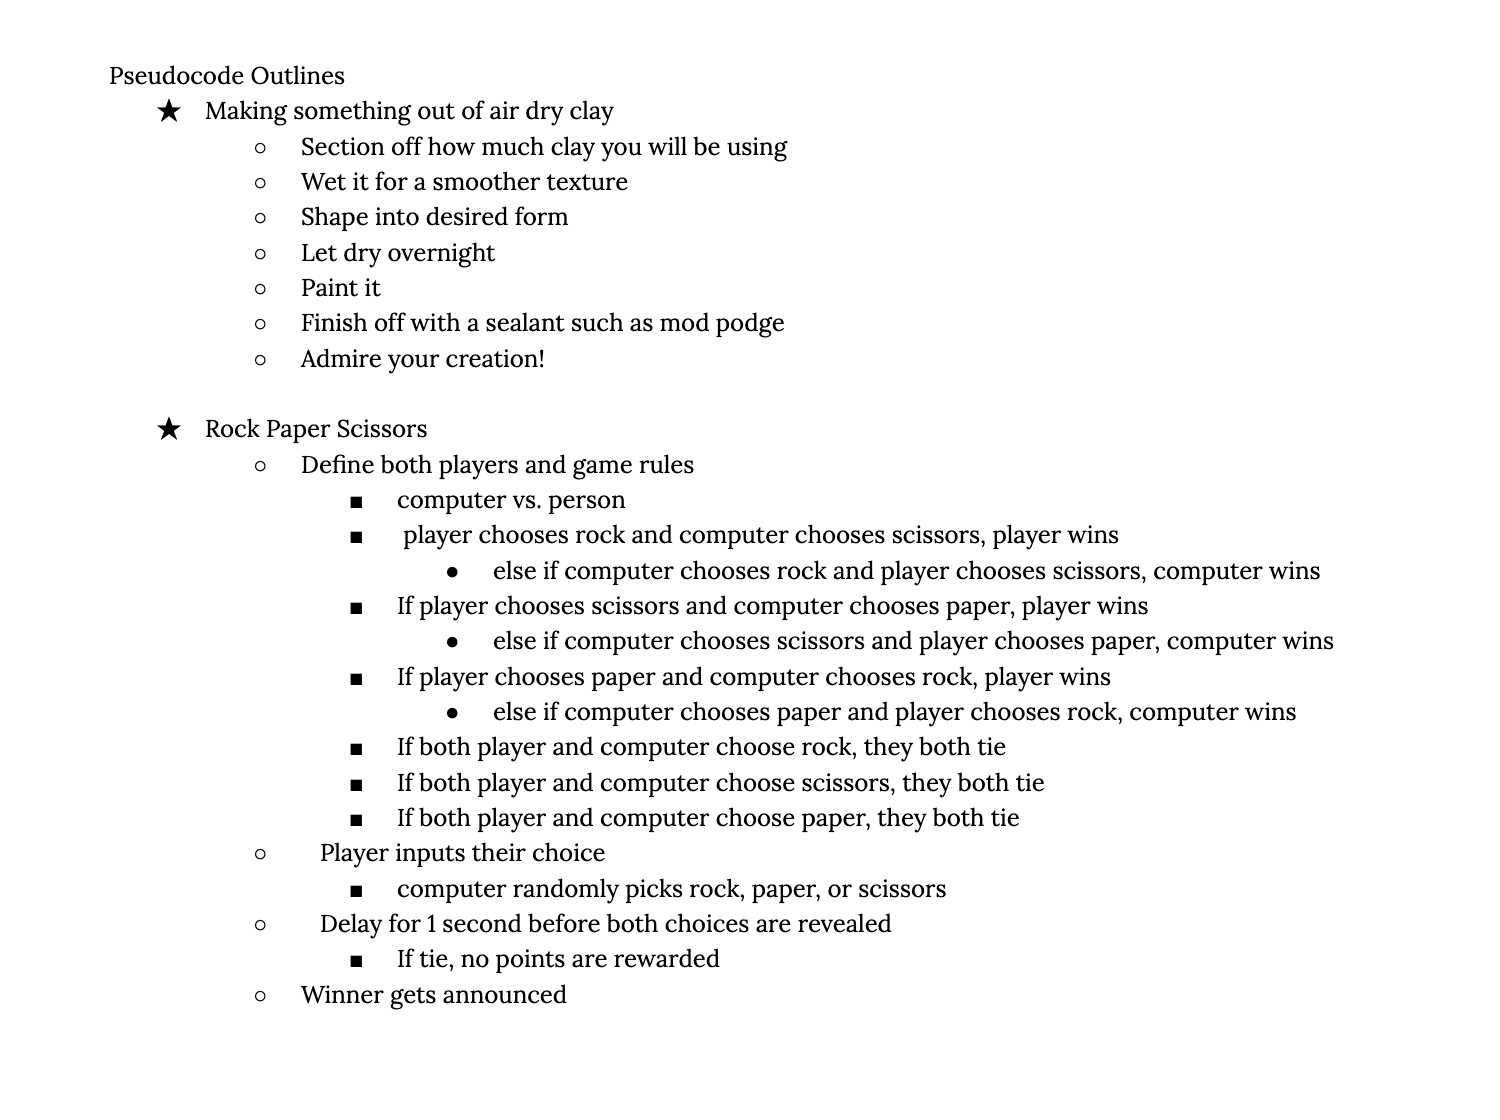 Pseudocode Outlines
★ Making something out of air dry clay
○ Section off how much clay you will be using
○ Wet it for a smoother texture
○ Shape into desired form
○ Let dry overnight
○ Paint it
○ Finish off with a sealant such as mod podge
○ Admire your creation!
★ Rock Paper Scissors
○ Define both players and game rules
■ computer vs. person
■ player chooses rock and computer chooses scissors, player wins
● else if computer chooses rock and player chooses scissors, computer wins
■ If player chooses scissors and computer chooses paper, player wins
● else if computer chooses scissors and player chooses paper, computer wins
■ If player chooses paper and computer chooses rock, player wins
● else if computer chooses paper and player chooses rock, computer wins
■ If both player and computer choose rock, they both tie
■ If both player and computer choose scissors, they both tie
■ If both player and computer choose paper, they both tie
○ Player inputs their choice
■ computer randomly picks rock, paper, or scissors
○ Delay for 1 second before both choices are revealed
■ If tie, no points are rewarded
○ Winner gets announced